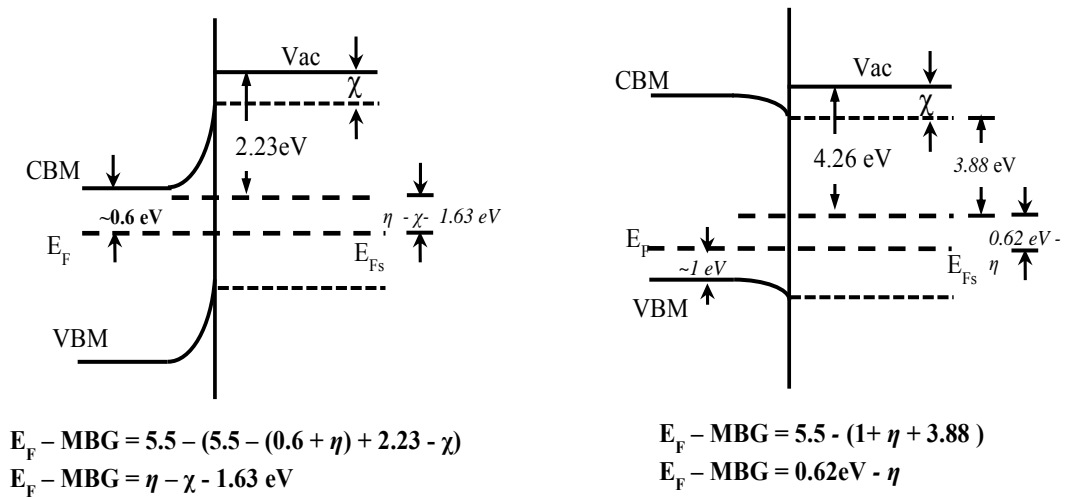 Vac
χ
2.23eV
CBM
~0.6 eV
η - χ- 1.63 eV
E_F
E_Fs
VBM
E_F – MBG = 5.5 – (5.5 – (0.6 + η) + 2.23 - χ)
E_F – MBG = η – χ - 1.63 eV
CBM
Vac
χ
4.26 eV
3.88 eV
E_F
~1 eV
E_Fs
0.62 eV -
η
VBM
E_F – MBG = 5.5 - (1+ η + 3.88 )
E_F – MBG = 0.62eV - η